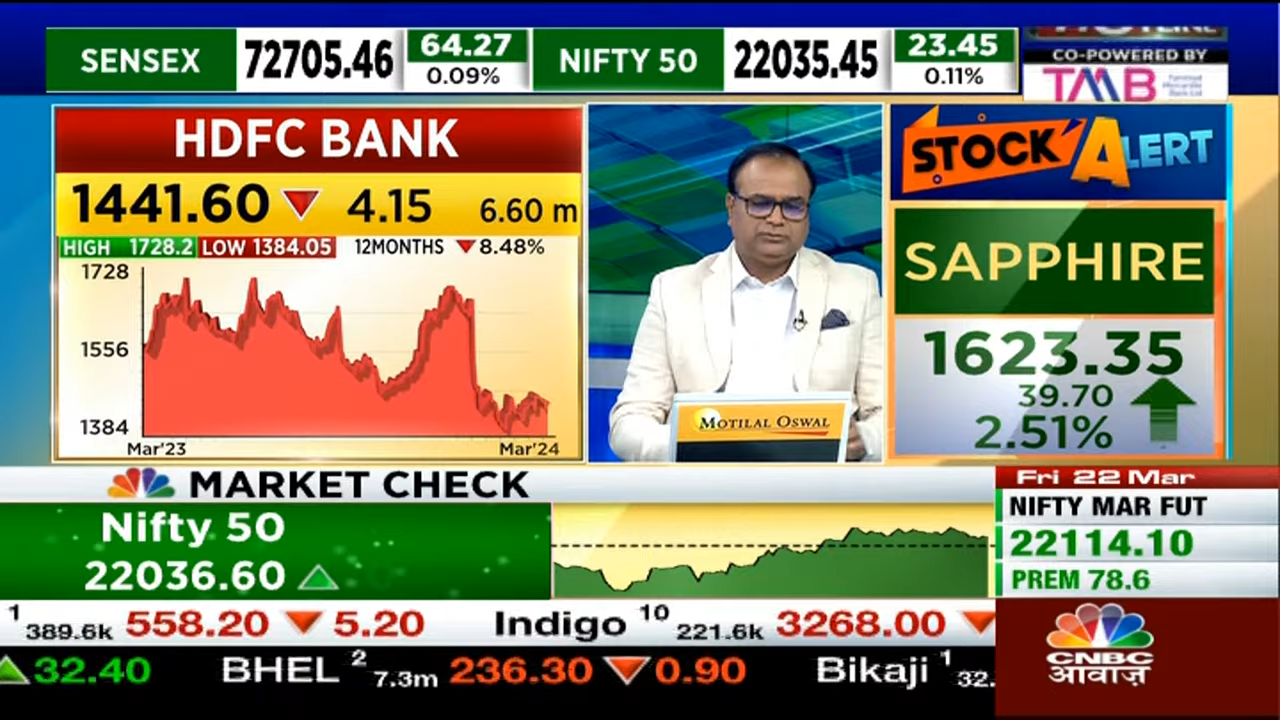 SENSEX 72705.46 64.27 0.09% NIFTY 50 22035.45 23.45 0.11%
CO-POWERED BY
TMB
HDFC BANK
1441.60 4.15 6.60 m
HIGH 1728.2 LOW 1384.05 12MONTHS 8.48%
1728
1556
1384
Mar'23 Mar'24
MOTILAL OSWAL
STOCK ALERT
SAPPHIRE
1623.35
39.70
2.51%
MARKET CHECK
Nifty 50
22036.60
Fri 22 Mar
NIFTY MAR FUT
22114.10
PREM 78.6
1 389.6k 558.20 5.20 Indigo 10 221.6k 3268.00
32.40 BHEL 2 7.3m 236.30 0.90 Bikaji 1 32.
CNBC
आवाज़